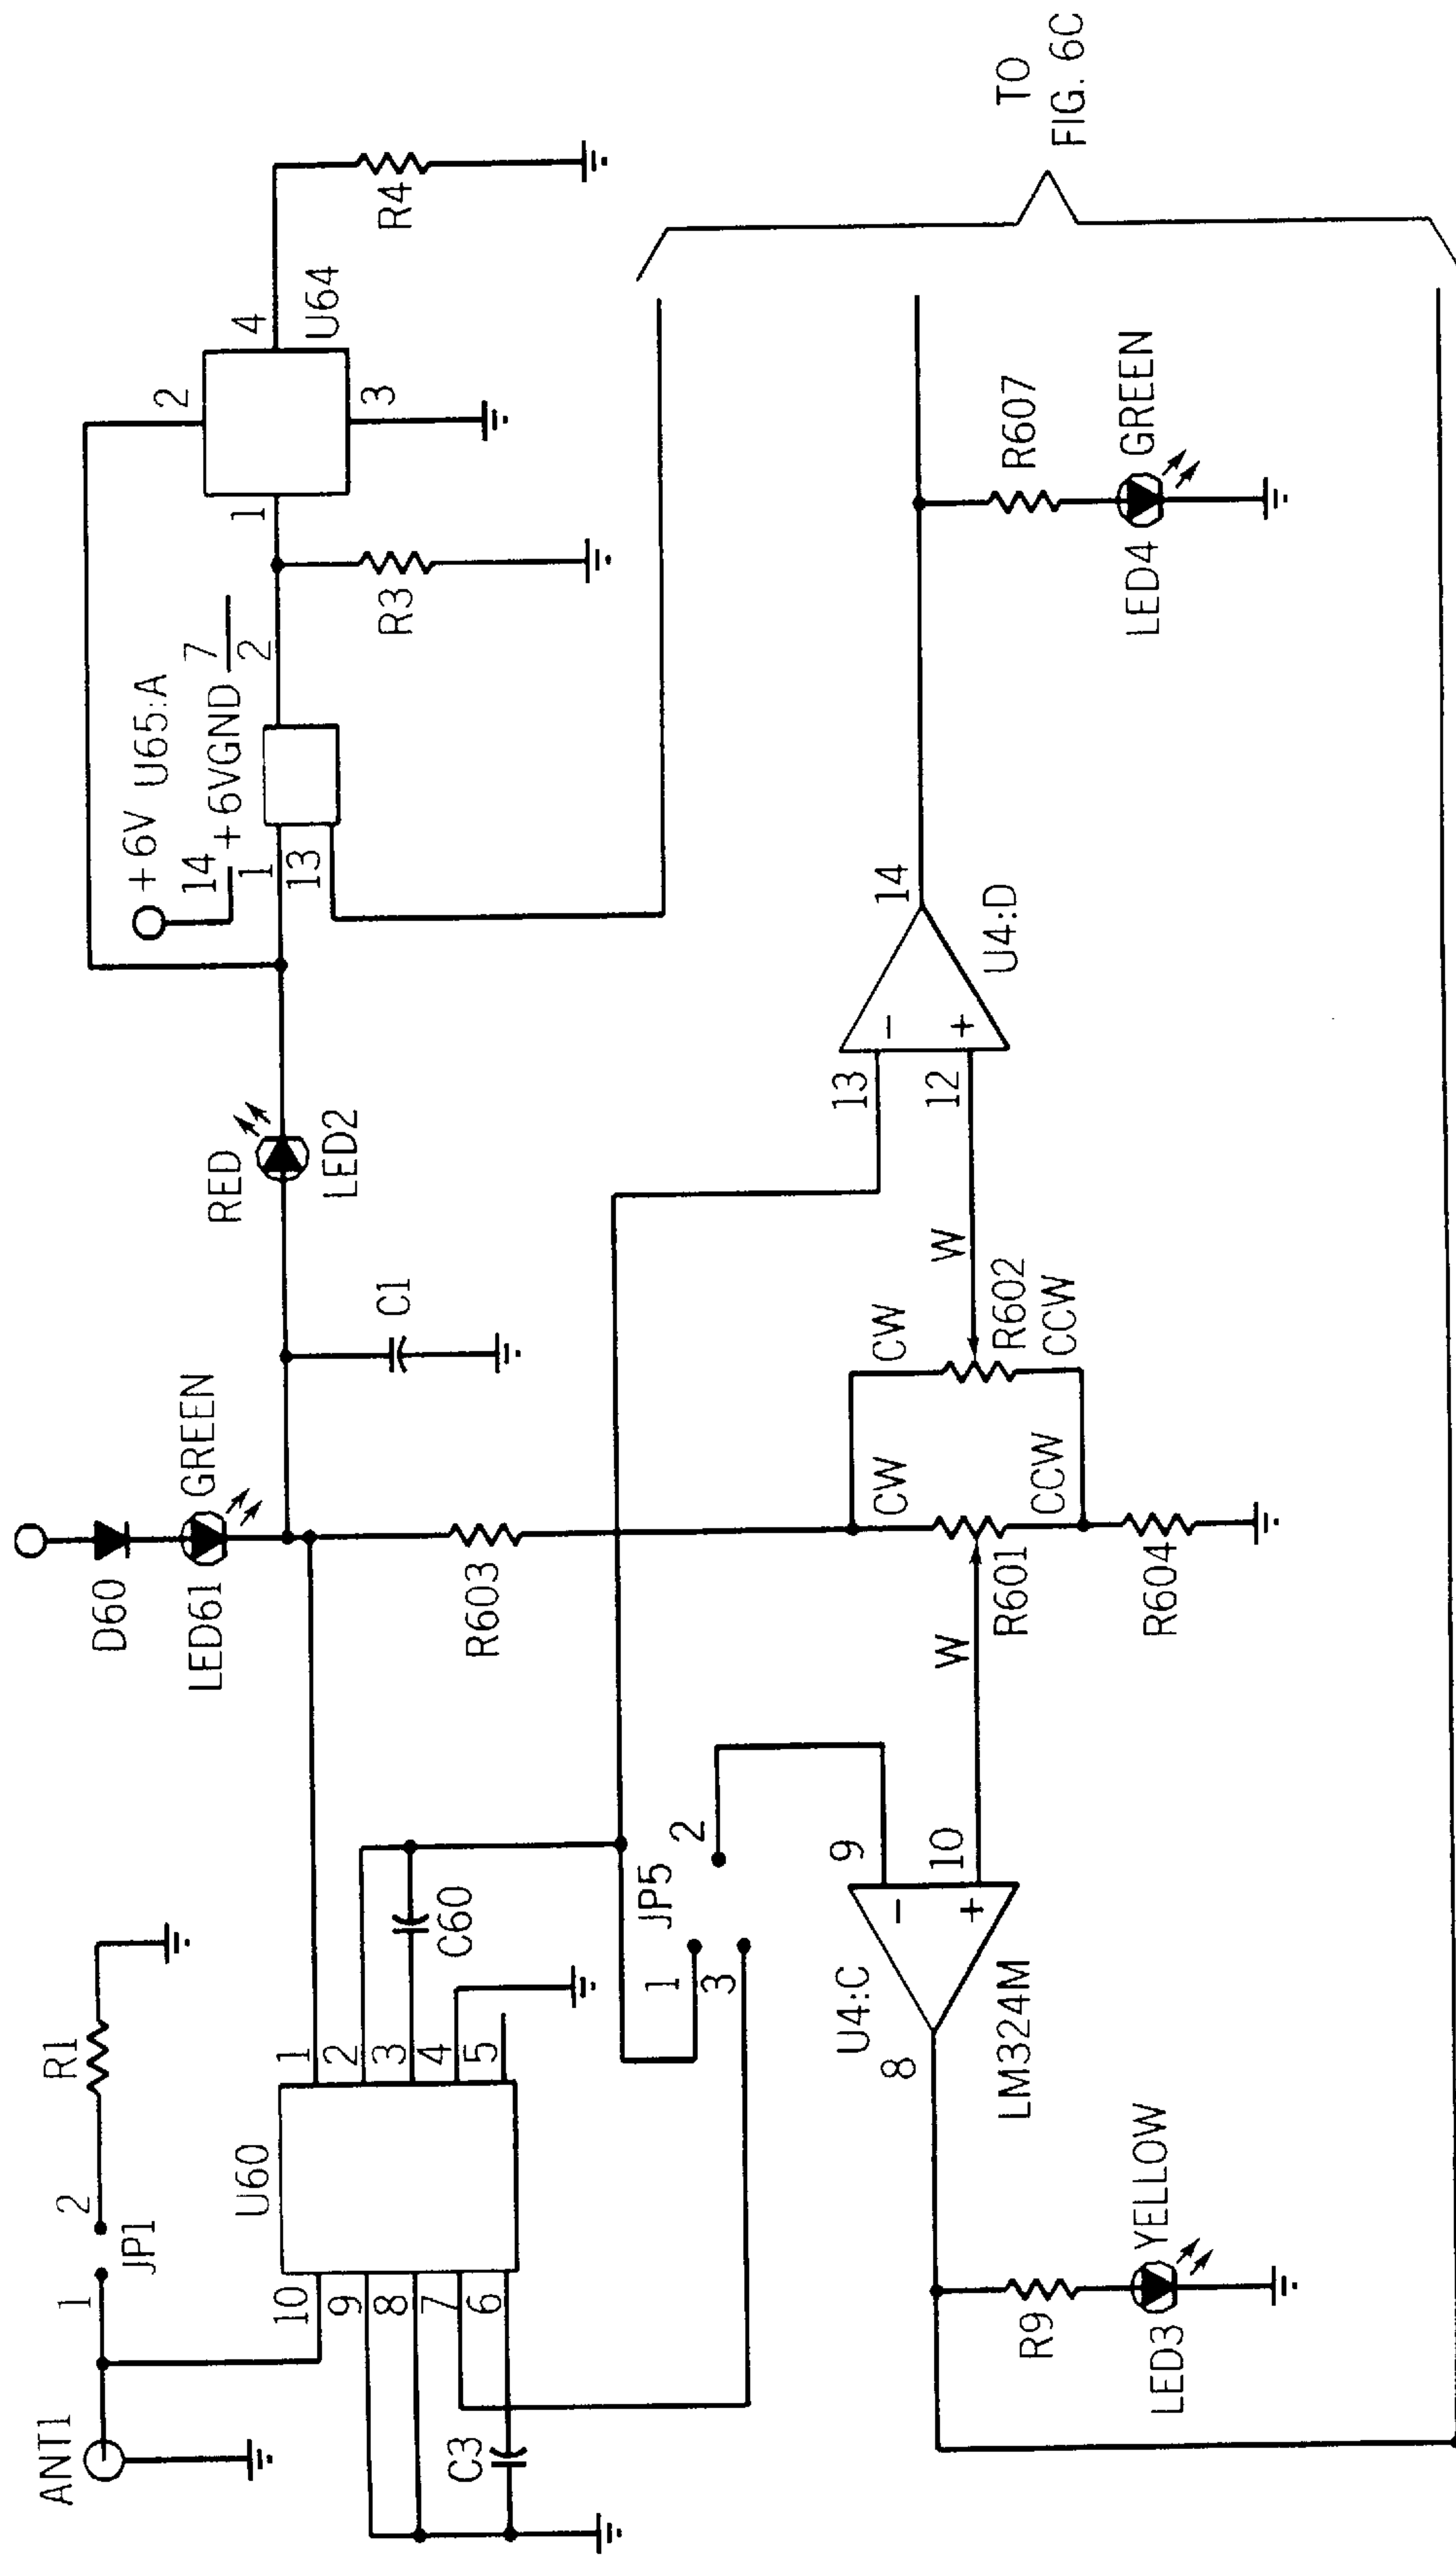 ANT1
1
2
JP1
R1
U60
10
9
8
7
6
1
2
3
4
5
C3
C60
D60
LED61
GREEN
R603
C1
RED
LED2
+6V
U65:A
14
+6VGND
7
1
2
13
R3
2
1
4
3
U64
R4
JP5
1
2
3
U4:C
8
9
10
−
+
LM324M
R9
LED3
YELLOW
W
CW
R601
CCW
R604
CW
R602
CCW
W
13
12
−
+
14
U4:D
R607
LED4
GREEN
TO
FIG. 6C